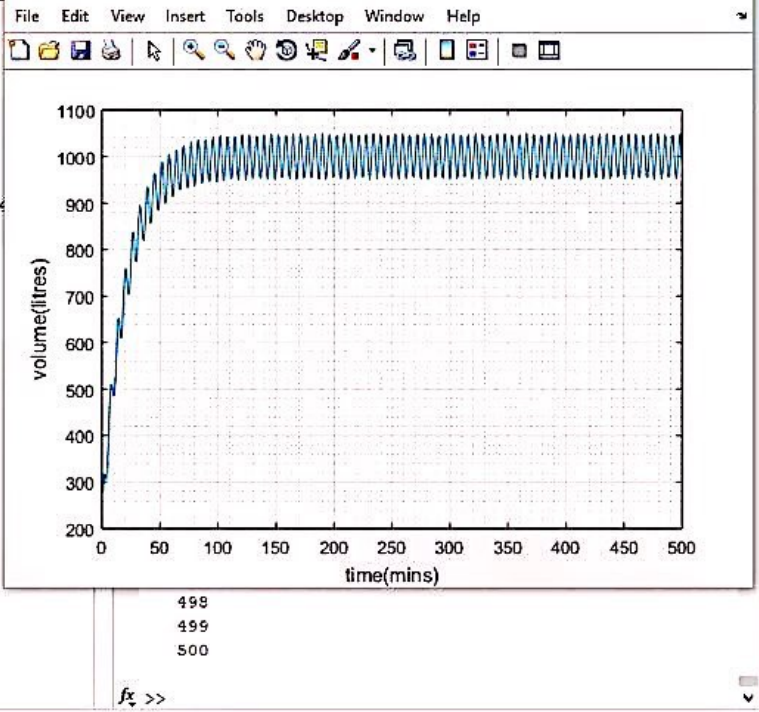 File Edit View Insert Tools Desktop Window Help
1100
1000
900
800
700
600
500
400
300
200
volume(litres)
0 50 100 150 200 250 300 350 400 450 500
time(mins)
498
499
500
fx >>